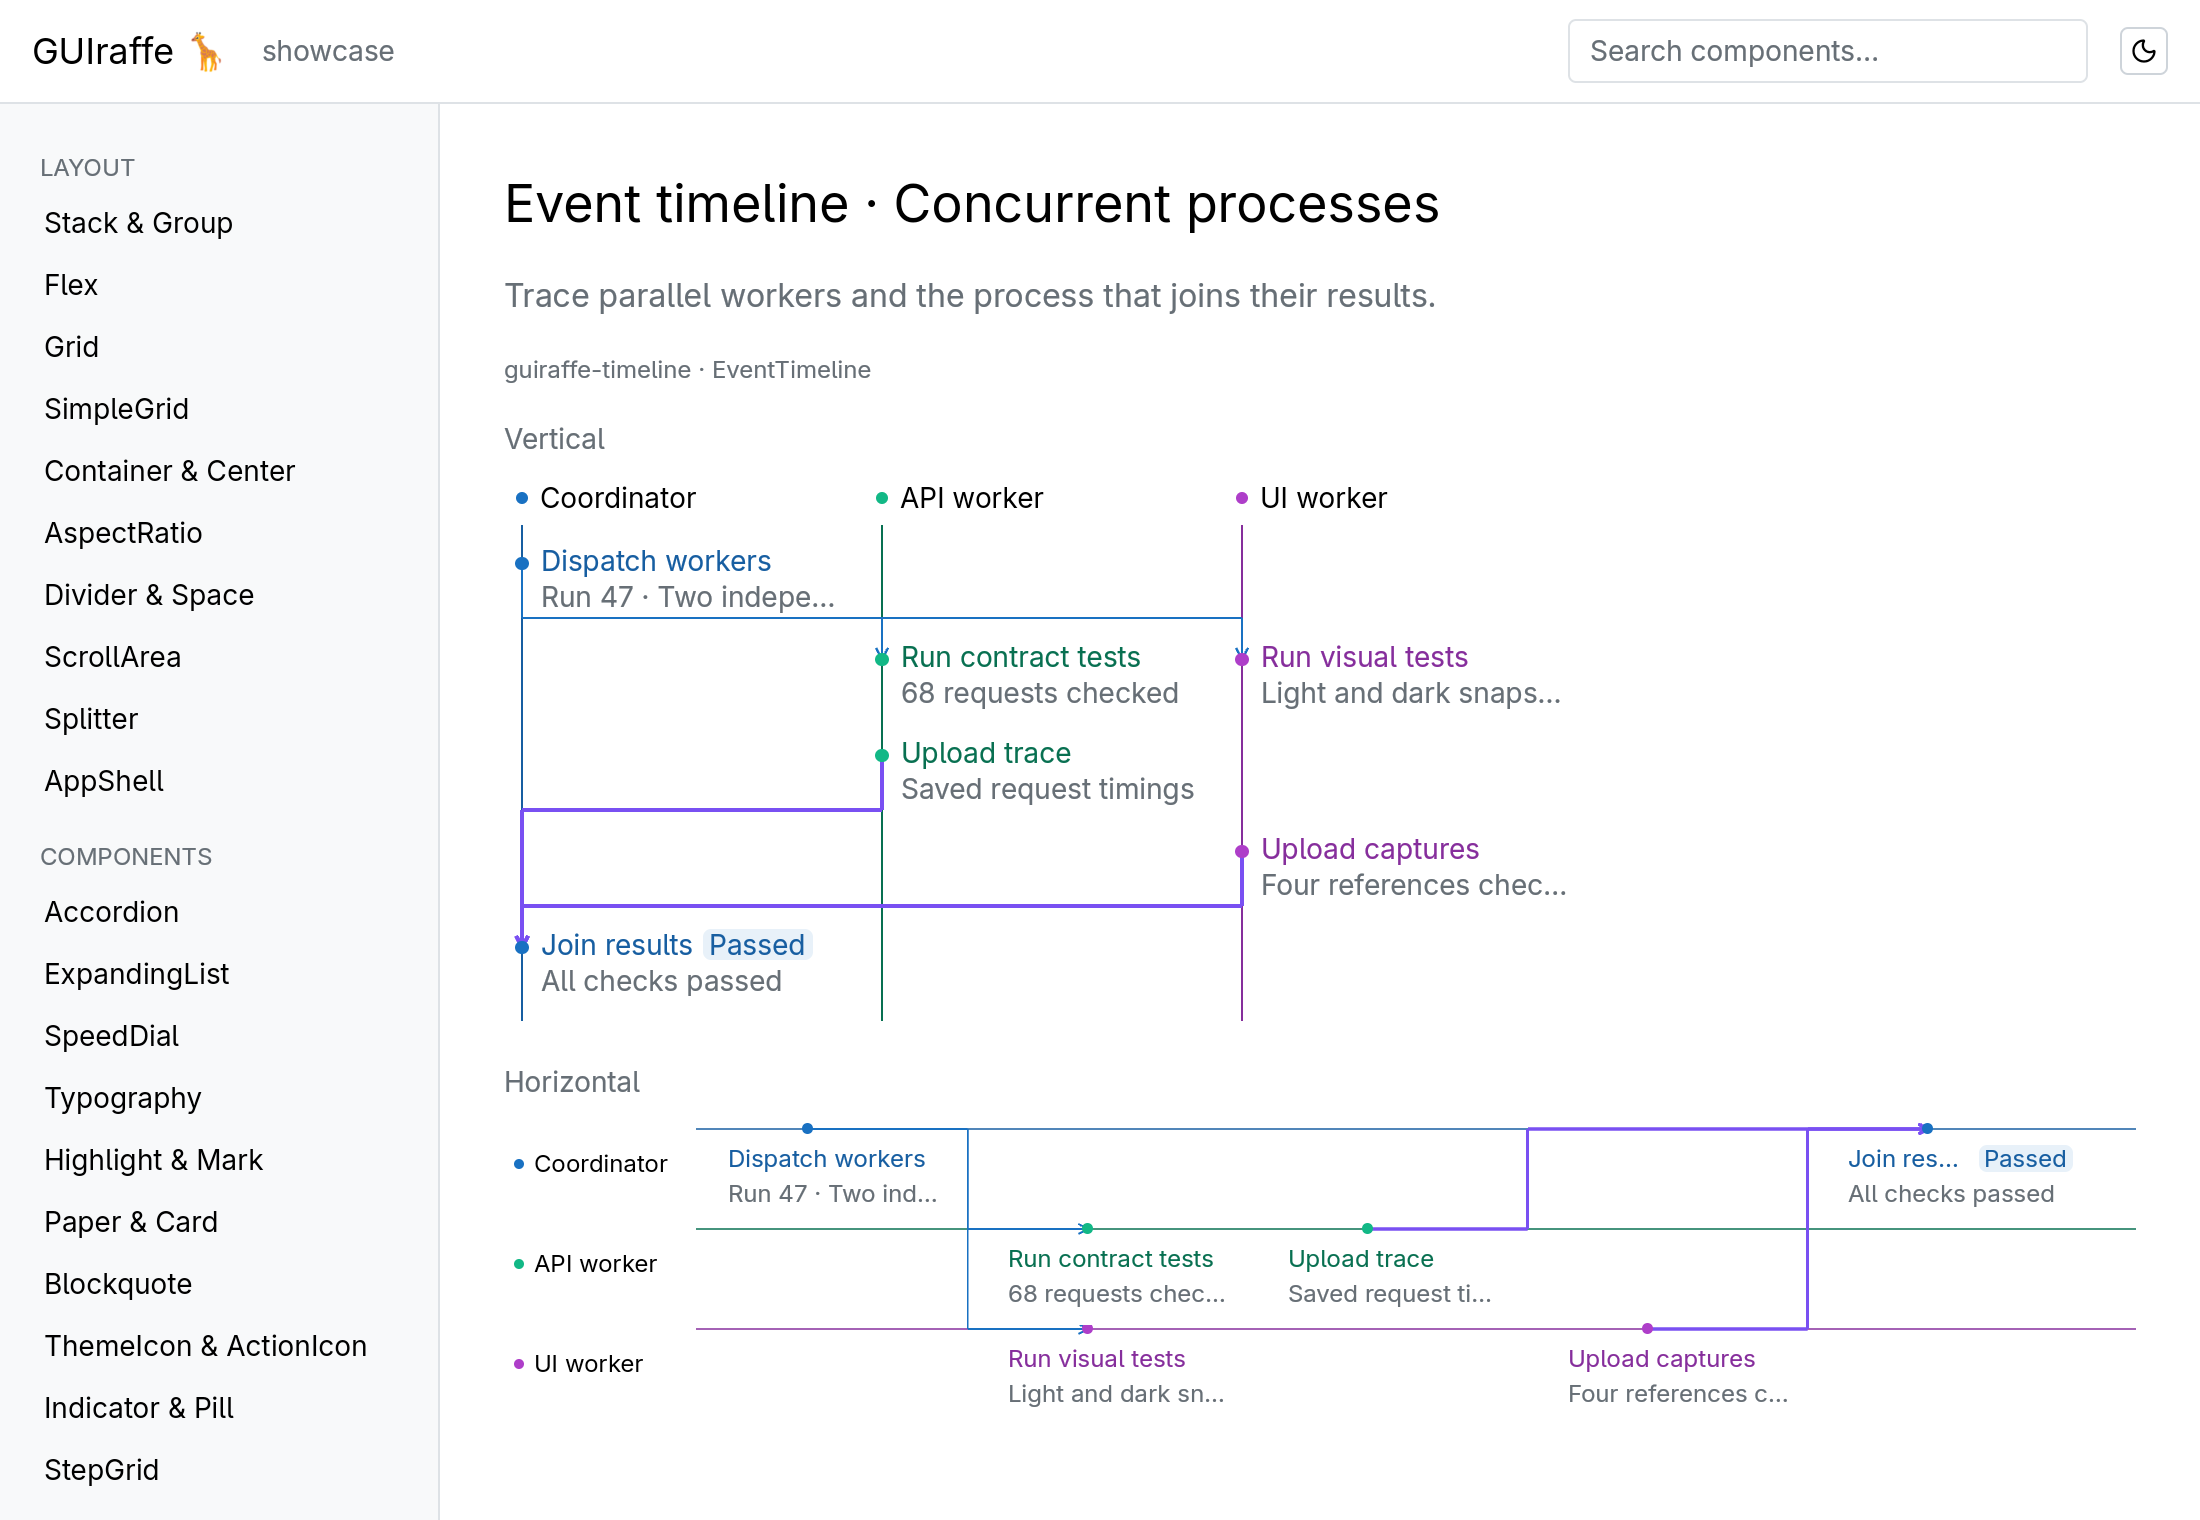 GUIraffe 🦒 showcase Search components...
LAYOUT
Stack & Group
Flex
Grid
SimpleGrid
Container & Center
AspectRatio
Divider & Space
ScrollArea
Splitter
AppShell
COMPONENTS
Accordion
ExpandingList
SpeedDial
Typography
Highlight & Mark
Paper & Card
Blockquote
ThemeIcon & ActionIcon
Indicator & Pill
StepGrid
Event timeline · Concurrent processes
Trace parallel workers and the process that joins their results.
guiraffe-timeline · EventTimeline
Vertical
Coordinator API worker UI worker
Dispatch workers
Run 47 · Two indepe...
Run contract tests Run visual tests
68 requests checked Light and dark snaps...
Upload trace
Saved request timings
Upload captures
Four references chec...
Join results Passed
All checks passed
Horizontal
Coordinator
Dispatch workers Join res... Passed
Run 47 · Two ind... All checks passed
API worker
Run contract tests Upload trace
68 requests chec... Saved request ti...
UI worker
Run visual tests Upload captures
Light and dark sn... Four references c...